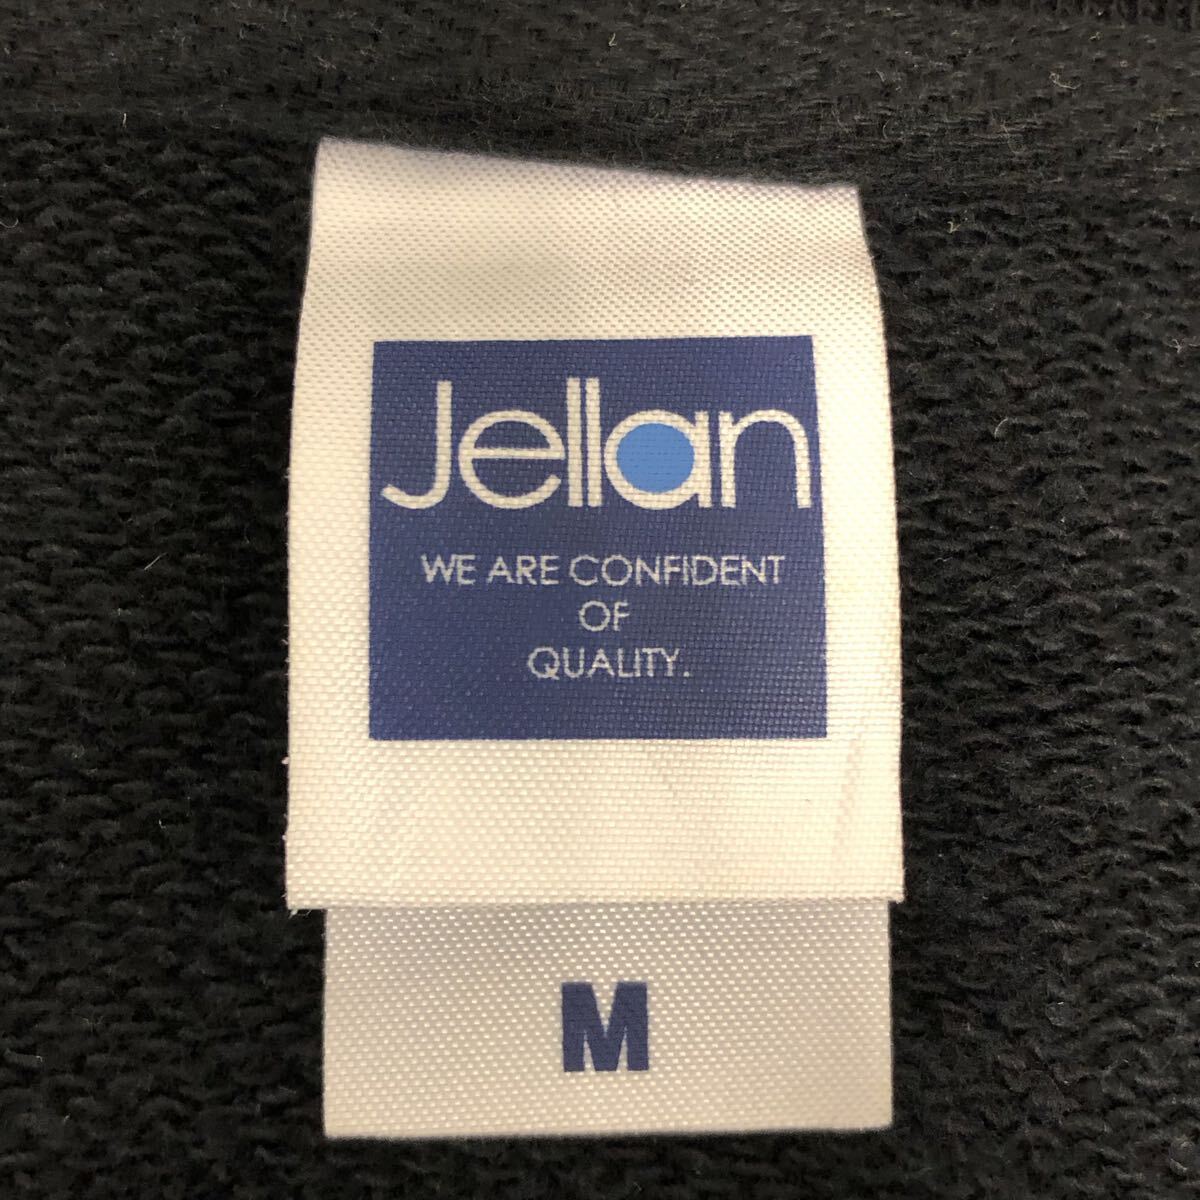 Jellan
WE ARE CONFIDENT
OF
QUALITY.
M